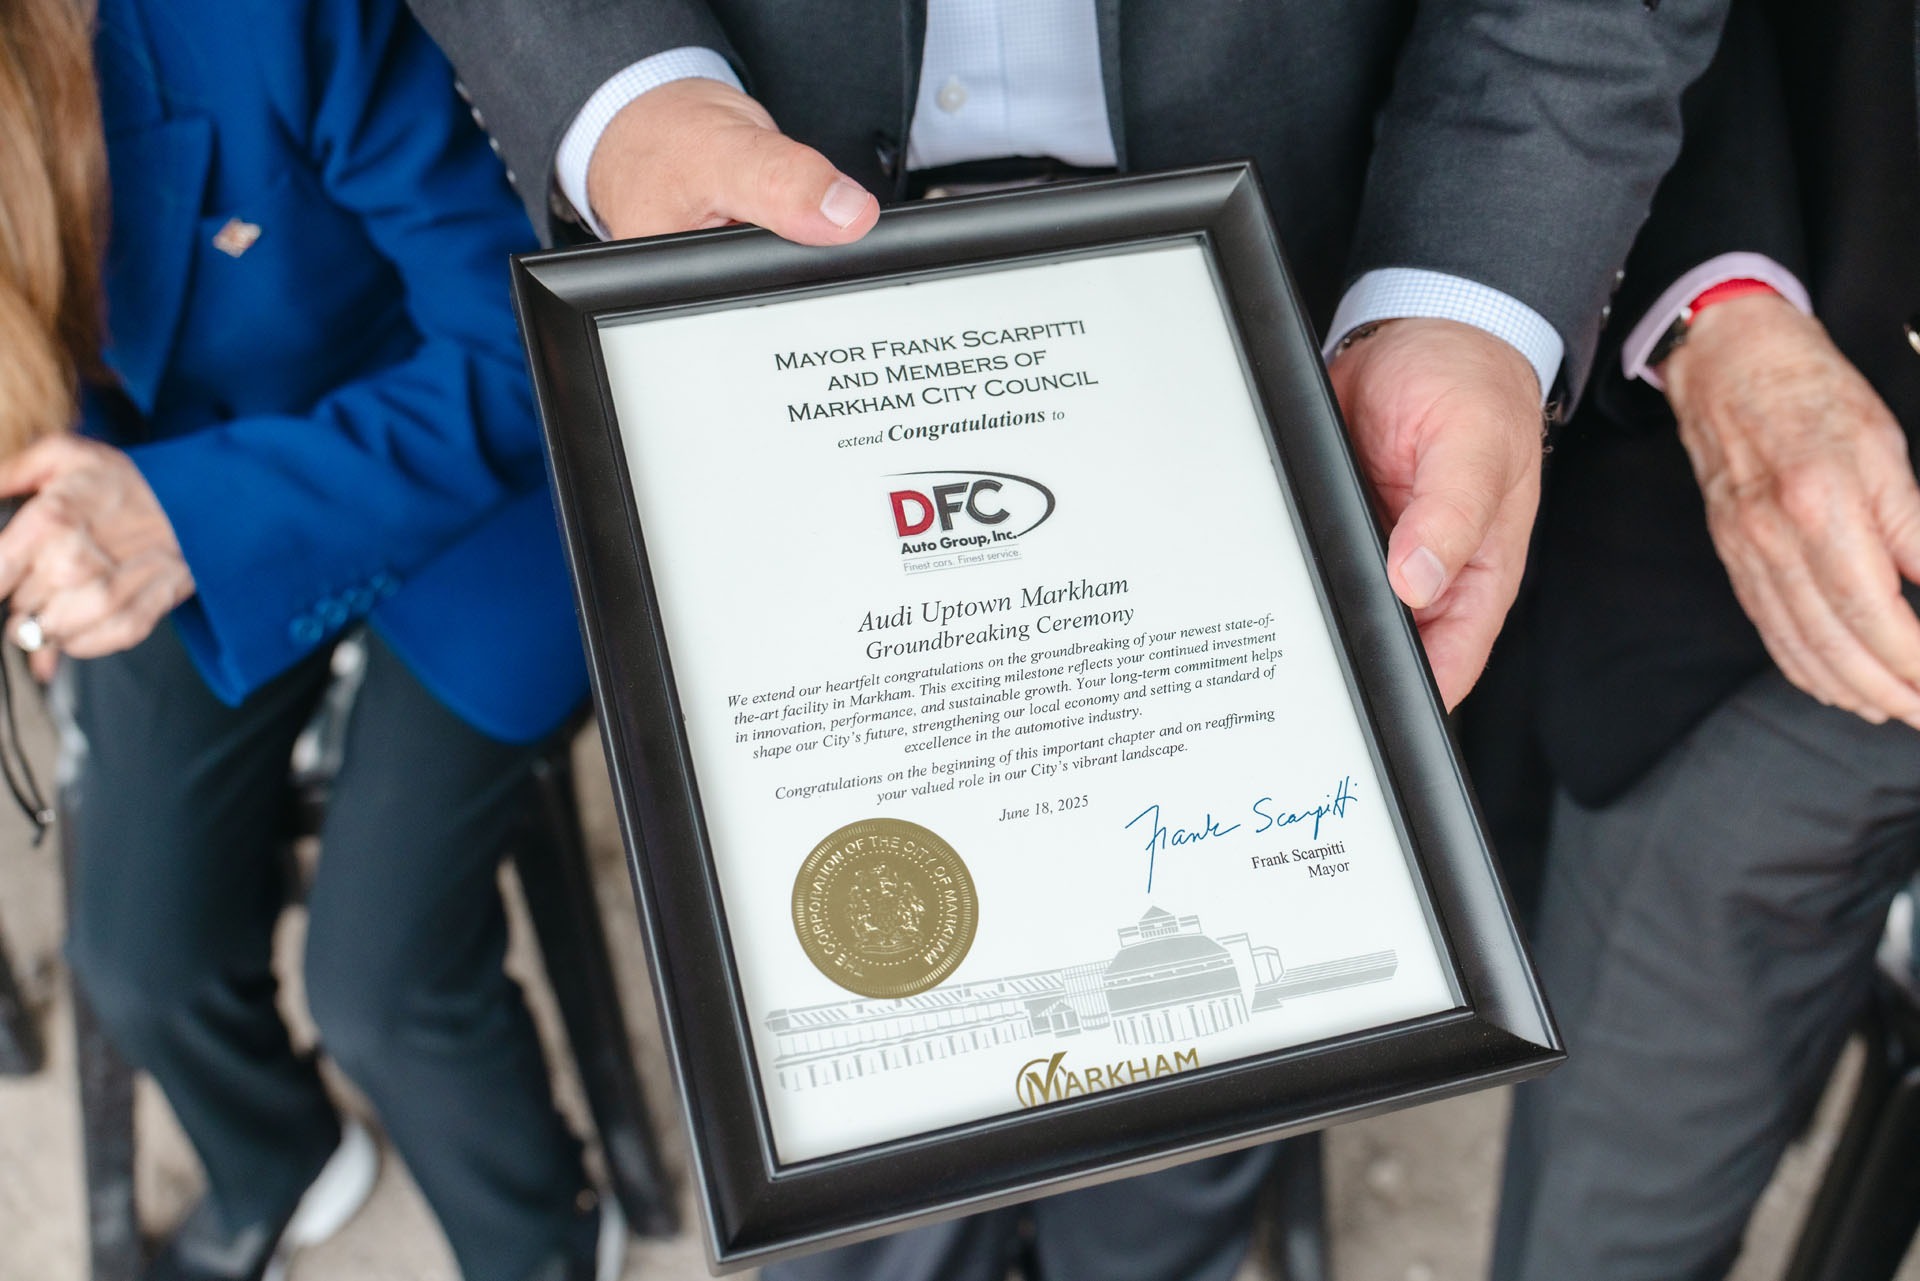 MAYOR FRANK SCARPITTI
AND MEMBERS OF
MARKHAM CITY COUNCIL
extend Congratulations to
DFC
Auto Group, Inc.
Finest cars. Finest service.
Audi Uptown Markham
Groundbreaking Ceremony
We extend our heartfelt congratulations on the groundbreaking of your newest state-of-
the-art facility in Markham. This exciting milestone reflects your continued investment
in innovation, performance, and sustainable growth. Your long-term commitment helps
shape our City's future, strengthening our local economy and setting a standard of
excellence in the automotive industry.
Congratulations on the beginning of this important chapter and on reaffirming
your valued role in our City's vibrant landscape.
June 18, 2025
Frank Scarpitti
Frank Scarpitti
Mayor
THE CORPORATION OF THE CITY OF MARKHAM
MARKHAM